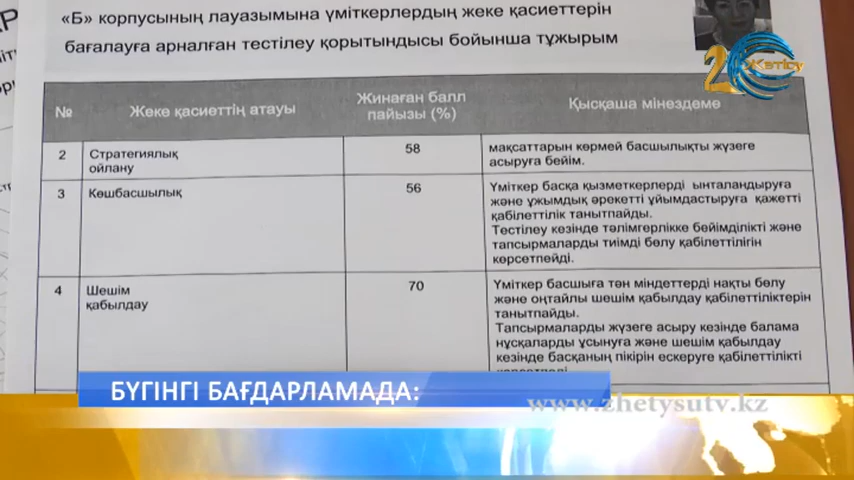 «Б» корпусының лауазымына үміткерлердың жеке қасиеттерін
бағалауға арналған тестілеу қорытындысы бойынша тұжырым
20 Жетісу
№ Жеке қасиеттің атауы Жинаған балл пайызы (%) Қысқаша мінездеме
2 Стратегиялық ойлану 58 мақсаттарын көрмей басшылықты жүзеге
асыруға бейім.
3 Көшбасшылық 56 Үміткер басқа қызметкерлерді ынталандыруға
және ұжымдық әрекетті ұйымдастыруға қажетті
қабілеттілік танытпайды.
Тестілеу кезінде тәлімгерлікке бейімділікті және
тапсырмаларды тиімді бөлу қабілеттілігін
көрсетпейді.
4 Шешім қабылдау 70 Үміткер басшыға тән міндеттерді нақты бөлу
және оңтайлы шешім қабылдау қабілеттіліктерін
танытпайды.
Тапсырмаларды жүзеге асыру кезінде балама
нұсқаларды ұсынуға және шешім қабылдау
кезінде басқаның пікірін ескеруге қабілеттілікті
БҮГІНГІ БАҒДАРЛАМАДА:
www.zhetysutv.kz